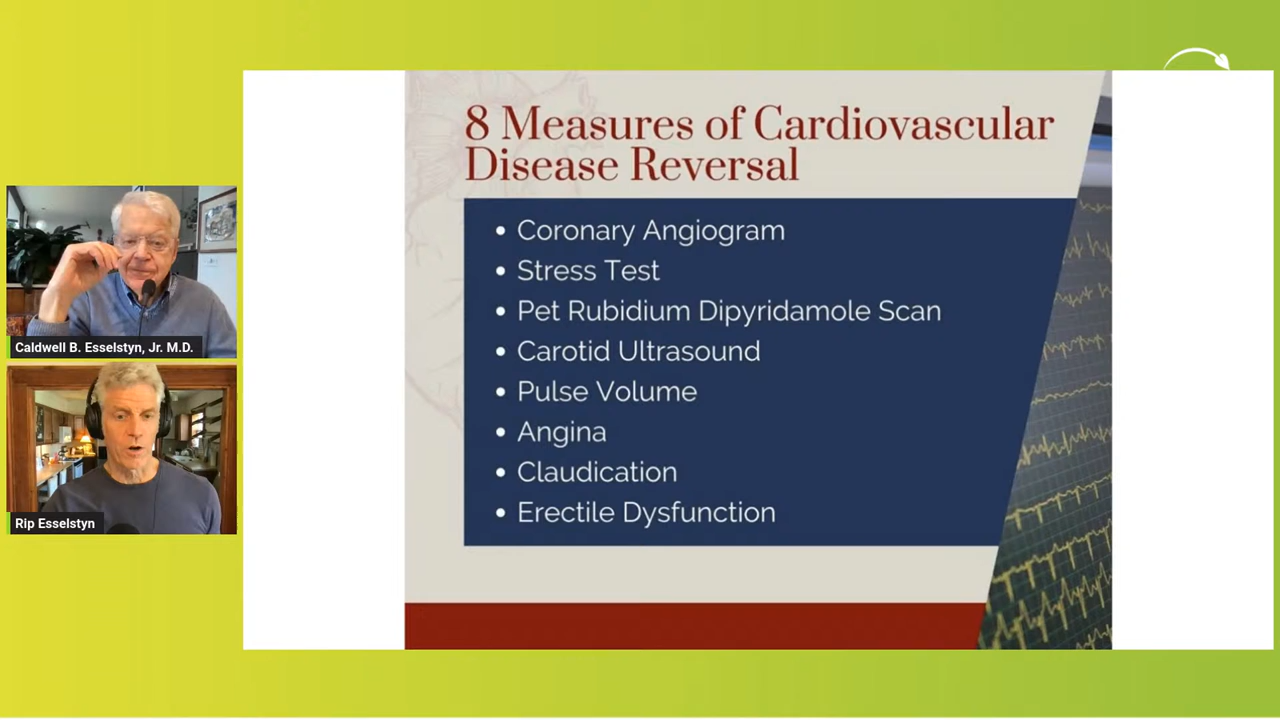 8 Measures of Cardiovascular
Disease Reversal
• Coronary Angiogram
• Stress Test
• Pet Rubidium Dipyridamole Scan
• Carotid Ultrasound
• Pulse Volume
• Angina
• Claudication
• Erectile Dysfunction
Caldwell B. Esselstyn, Jr. M.D.
Rip Esselstyn